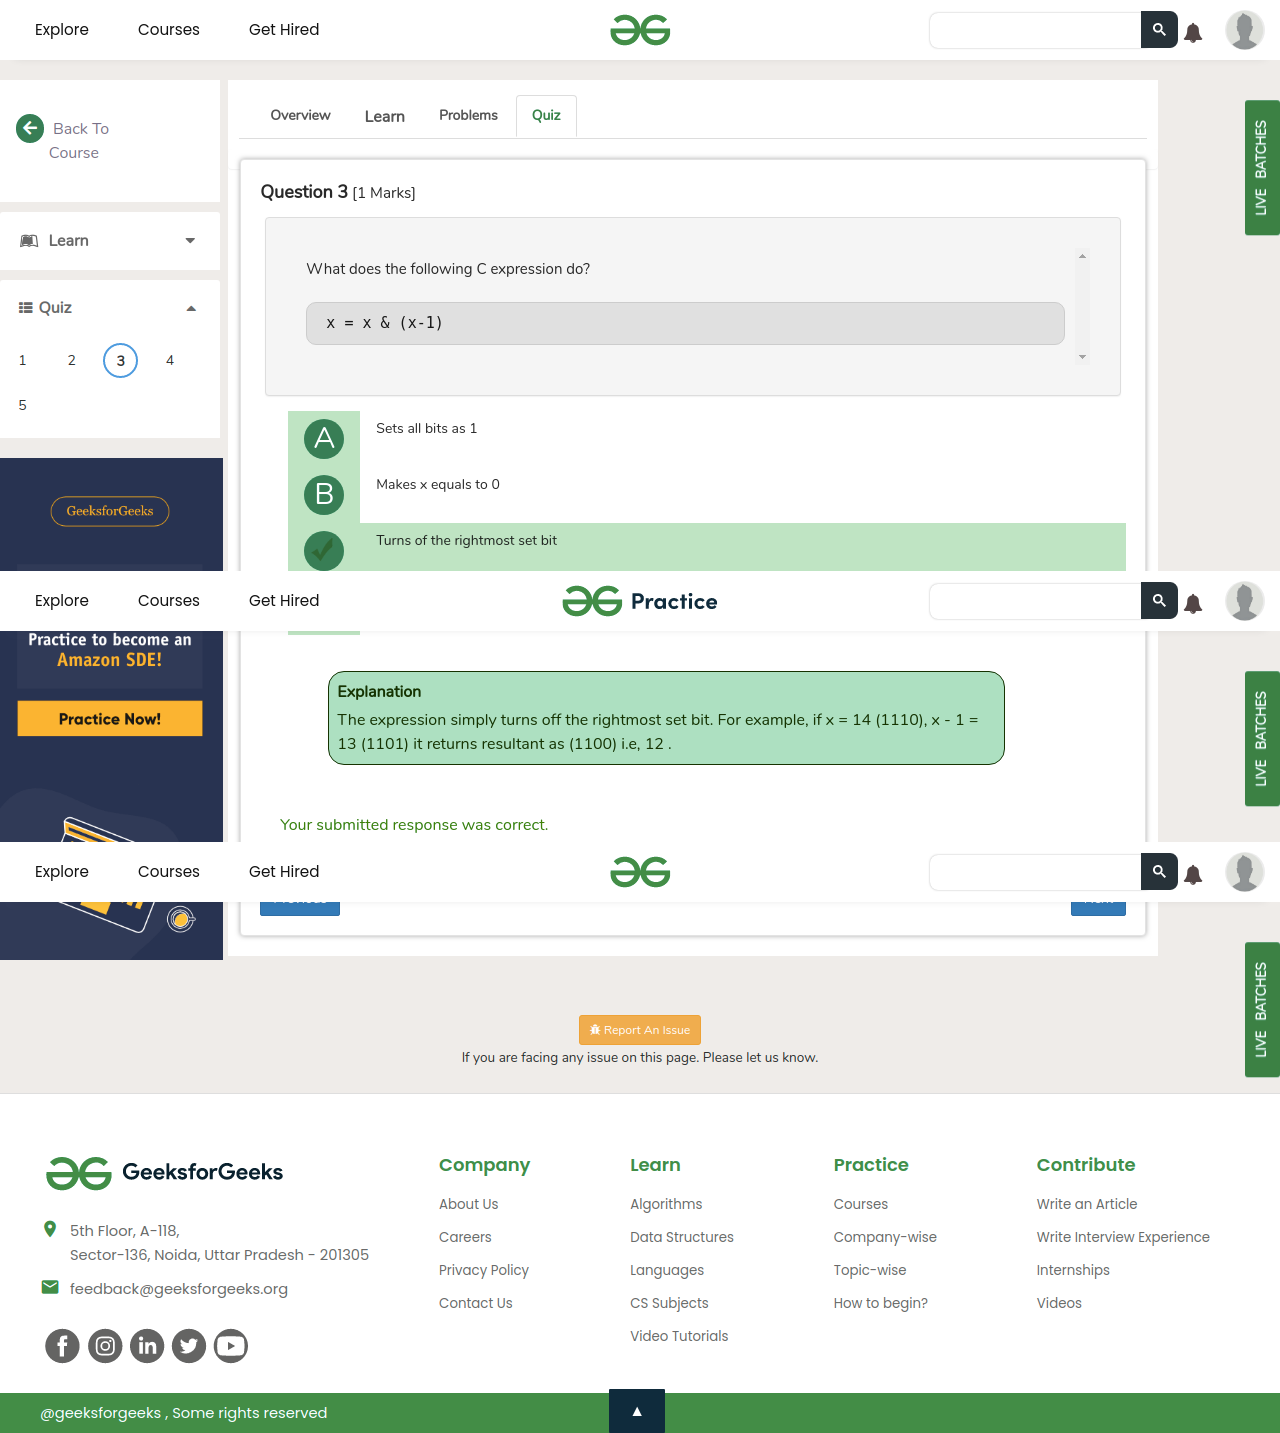 Explore Courses Get Hired
Back To
Course
Overview Learn Problems Quiz
LIVE BATCHES
Learn
Quiz
1 2 3 4
5
Question 3 [1 Marks]
What does the following C expression do?
x = x & (x-1)
A Sets all bits as 1
B Makes x equals to 0
Turns of the rightmost set bit
GeeksforGeeks
Explore Courses Get Hired
Practice
Practice to become an
Amazon SDE!
Practice Now!
LIVE BATCHES
Explanation
The expression simply turns off the rightmost set bit. For example, if x = 14 (1110), x - 1 =
13 (1101) it returns resultant as (1100) i.e, 12 .
Your submitted response was correct.
Explore Courses Get Hired
LIVE BATCHES
Report An Issue
If you are facing any issue on this page. Please let us know.
GeeksforGeeks
5th Floor, A-118,
Sector-136, Noida, Uttar Pradesh - 201305
feedback@geeksforgeeks.org
Company
About Us
Careers
Privacy Policy
Contact Us
Learn
Algorithms
Data Structures
Languages
CS Subjects
Video Tutorials
Practice
Courses
Company-wise
Topic-wise
How to begin?
Contribute
Write an Article
Write Interview Experience
Internships
Videos
@geeksforgeeks , Some rights reserved
▲